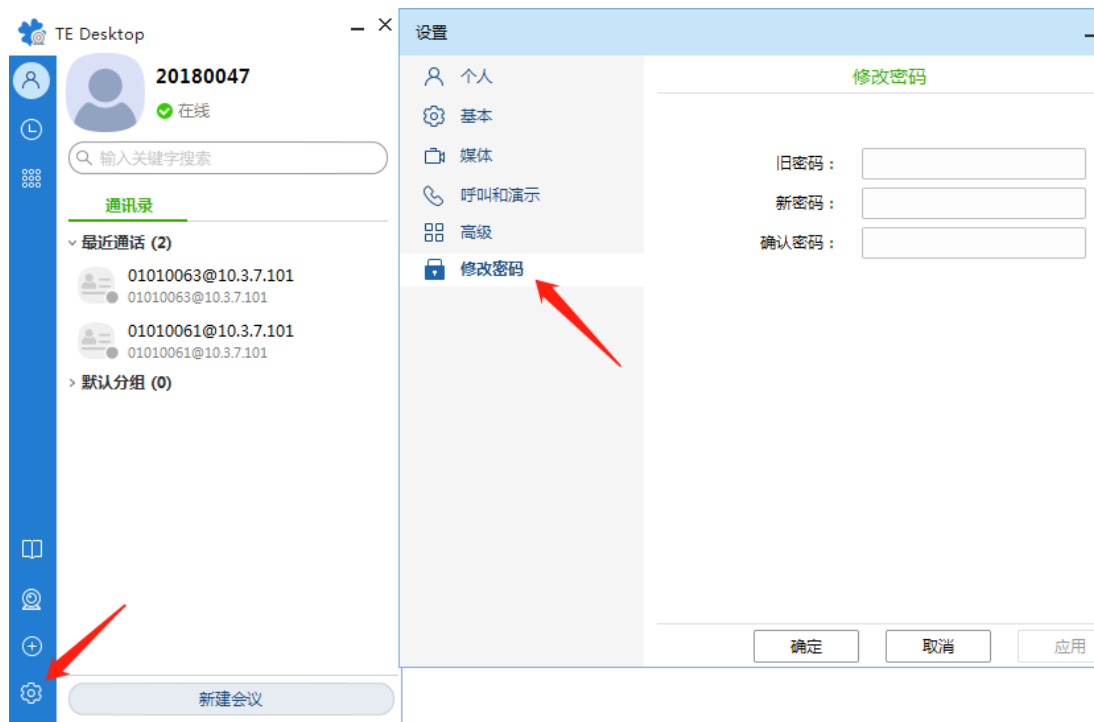 TE Desktop
20180047
在线
输入关键字搜索
通讯录
最近通话 (2)
01010063@10.3.7.101
01010063@10.3.7.101
01010061@10.3.7.101
01010061@10.3.7.101
默认分组 (0)
新建会议
设置
个人
基本
媒体
呼叫和演示
高级
修改密码
修改密码
旧密码：
新密码：
确认密码：
确定
取消
应用